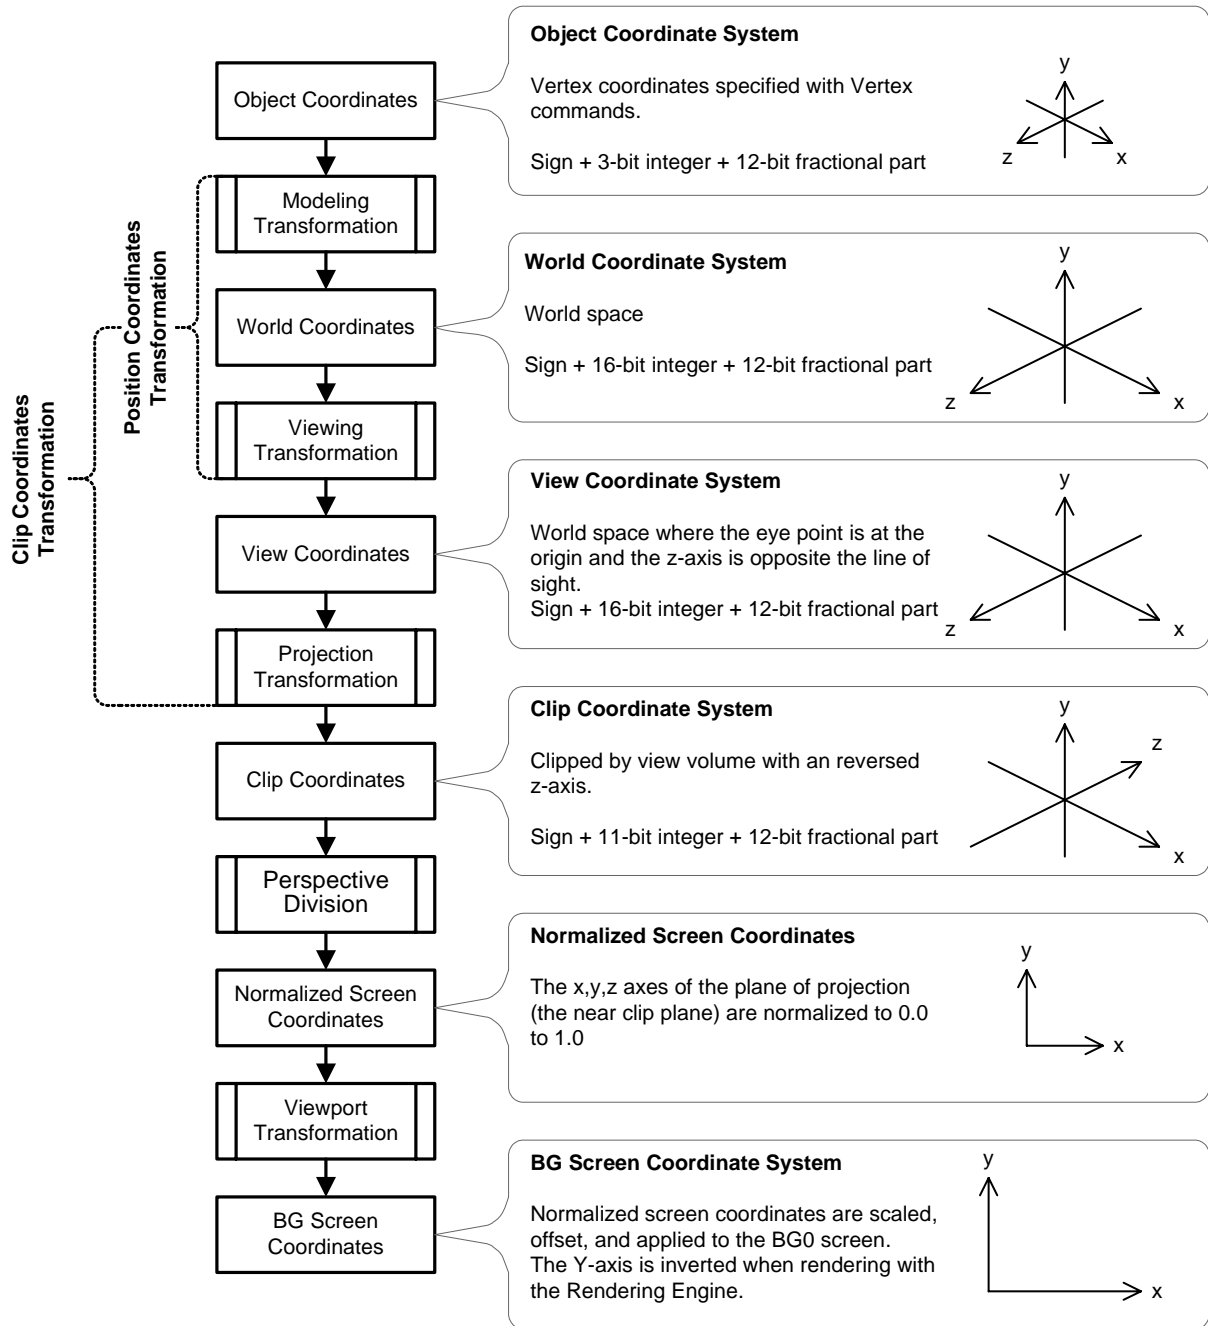 Object Coordinate System
Vertex coordinates specified with Vertex
commands.
Sign + 3-bit integer + 12-bit fractional part
y
z
x
Object Coordinates
Modeling
Transformation
World Coordinate System
World space
Sign + 16-bit integer + 12-bit fractional part
y
z
x
World Coordinates
Position Coordinates
Transformation
Viewing
Transformation
Clip Coordinates
Transformation
View Coordinate System
World space where the eye point is at the
origin and the z-axis is opposite the line of
sight.
Sign + 16-bit integer + 12-bit fractional part
y
z
x
View Coordinates
Projection
Transformation
Clip Coordinate System
Clipped by view volume with an reversed
z-axis.
Sign + 11-bit integer + 12-bit fractional part
y
z
x
Clip Coordinates
Perspective
Division
Normalized Screen Coordinates
The x,y,z axes of the plane of projection
(the near clip plane) are normalized to 0.0
to 1.0
y
x
Normalized Screen
Coordinates
Viewport
Transformation
BG Screen Coordinate System
Normalized screen coordinates are scaled,
offset, and applied to the BG0 screen.
The Y-axis is inverted when rendering with
the Rendering Engine.
y
x
BG Screen
Coordinates